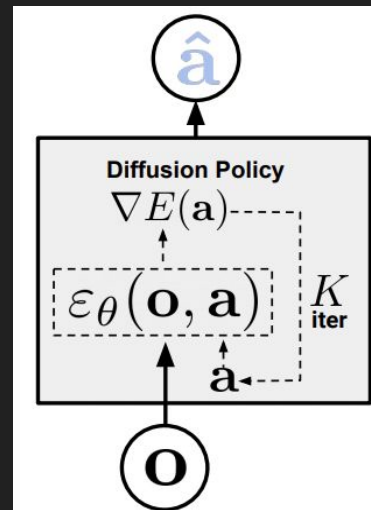 â
Diffusion Policy
∇E(a)
ε_θ(o, a)
K
iter
a
o